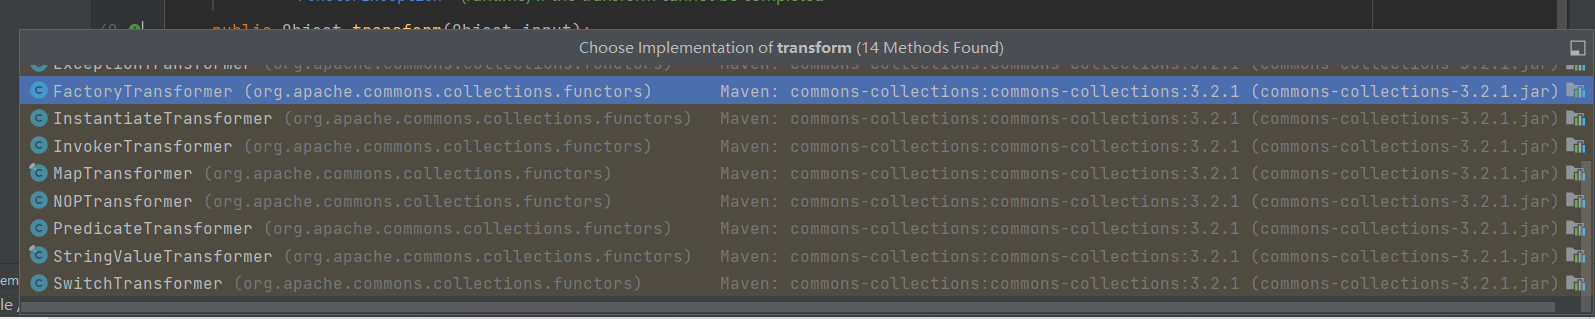 public Object transform(Object input);
Choose Implementation of transform (14 Methods Found)
ExceptionTransformer (org.apache.commons.collections.functors) Maven: commons-collections:commons-collections:3.2.1 (commons-collections-3.2.1.jar)
FactoryTransformer (org.apache.commons.collections.functors) Maven: commons-collections:commons-collections:3.2.1 (commons-collections-3.2.1.jar)
InstantiateTransformer (org.apache.commons.collections.functors) Maven: commons-collections:commons-collections:3.2.1 (commons-collections-3.2.1.jar)
InvokerTransformer (org.apache.commons.collections.functors) Maven: commons-collections:commons-collections:3.2.1 (commons-collections-3.2.1.jar)
MapTransformer (org.apache.commons.collections.functors) Maven: commons-collections:commons-collections:3.2.1 (commons-collections-3.2.1.jar)
NOPTransformer (org.apache.commons.collections.functors) Maven: commons-collections:commons-collections:3.2.1 (commons-collections-3.2.1.jar)
PredicateTransformer (org.apache.commons.collections.functors) Maven: commons-collections:commons-collections:3.2.1 (commons-collections-3.2.1.jar)
StringValueTransformer (org.apache.commons.collections.functors) Maven: commons-collections:commons-collections:3.2.1 (commons-collections-3.2.1.jar)
em
SwitchTransformer (org.apache.commons.collections.functors) Maven: commons-collections:commons-collections:3.2.1 (commons-collections-3.2.1.jar)
le